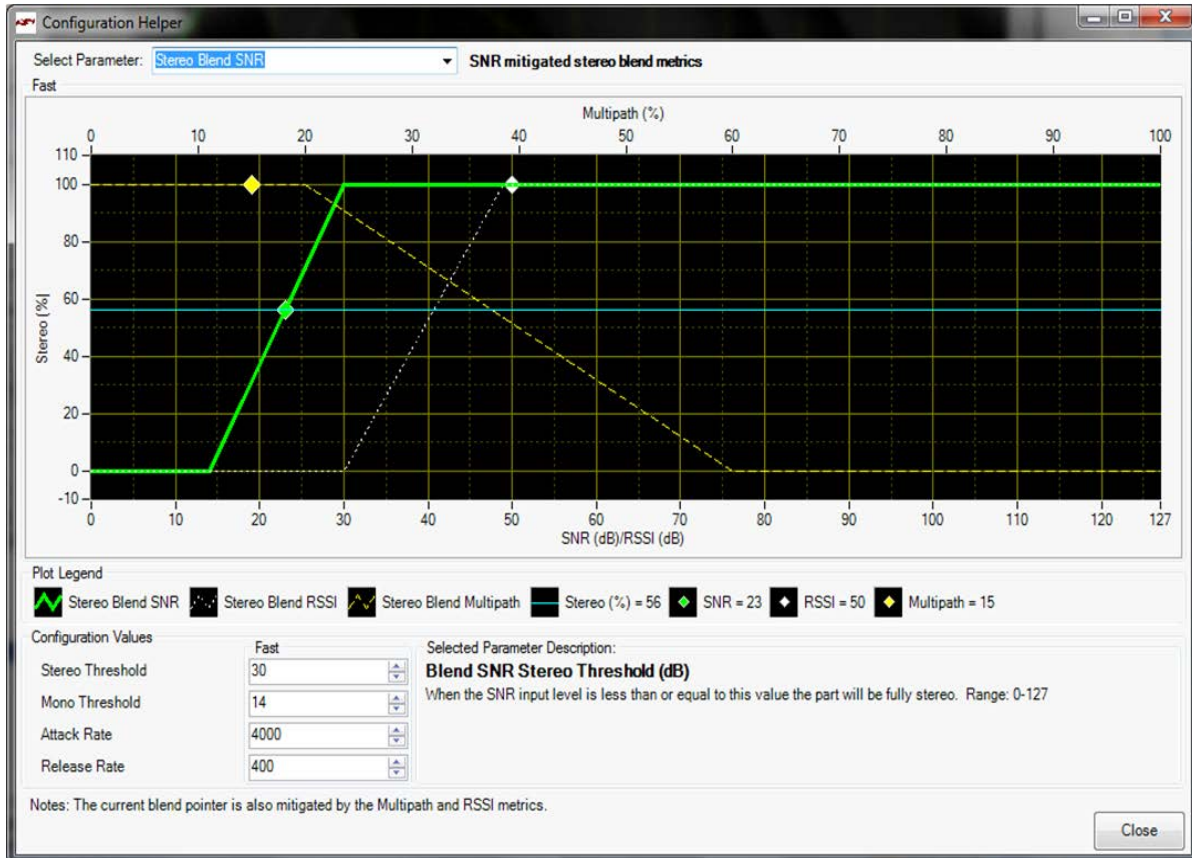 Configuration Helper
Select Parameter: Stereo Blend SNR SNR mitigated stereo blend metrics
Fast
Multipath (%)
0 10 20 30 40 50 60 70 80 90 100
110
100
80
60
40
20
0
-10
Stereo (%)
0 10 20 30 40 50 60 70 80 90 100 110 120 127
SNR (dB)/RSSI (dB)
Plot Legend
Stereo Blend SNR Stereo Blend RSSI Stereo Blend Multipath Stereo (%) = 56 SNR = 23 RSSI = 50 Multipath = 15
Configuration Values
Fast
Stereo Threshold 30
Mono Threshold 14
Attack Rate 4000
Release Rate 400
Selected Parameter Description:
Blend SNR Stereo Threshold (dB)
When the SNR input level is less than or equal to this value the part will be fully stereo. Range: 0-127
Notes: The current blend pointer is also mitigated by the Multipath and RSSI metrics.
Close